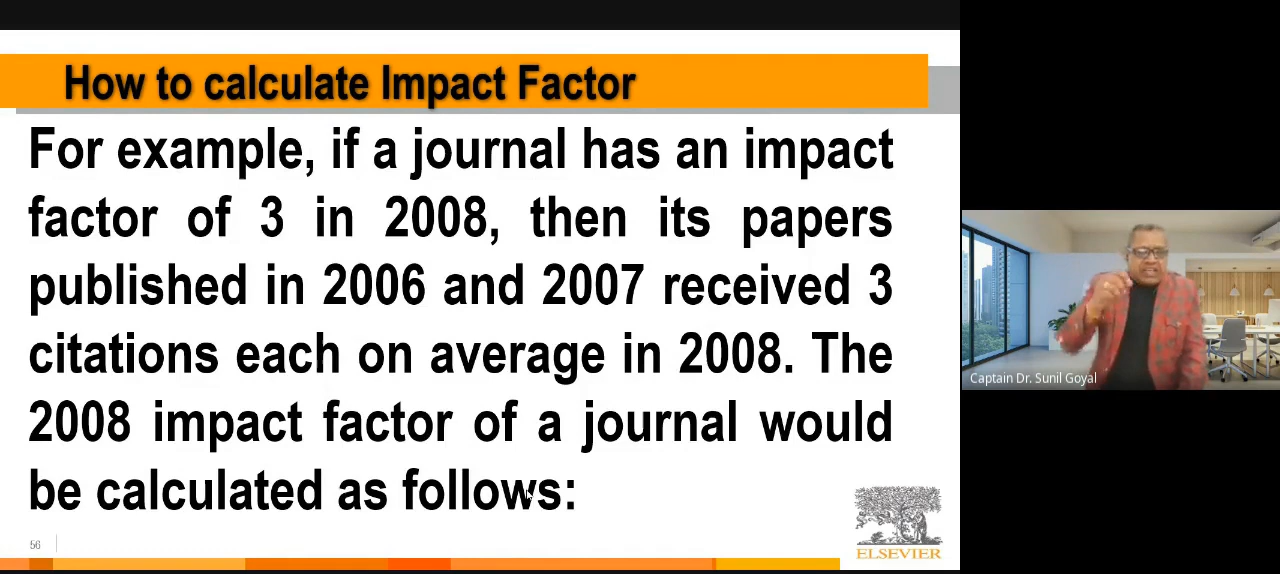 How to calculate Impact Factor
For example, if a journal has an impact
factor of 3 in 2008, then its papers
published in 2006 and 2007 received 3
citations each on average in 2008. The
2008 impact factor of a journal would
be calculated as follows:
56
ELSEVIER
Captain Dr. Sunil Goyal